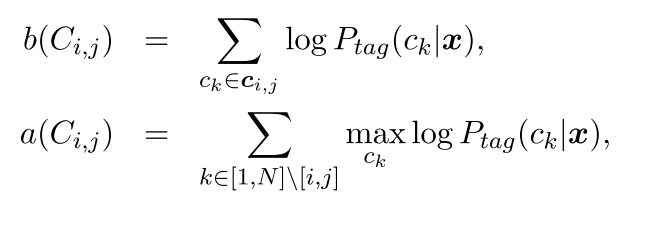 b(C_{i,j}) = \sum_{c_k \in \boldsymbol{c}_{i,j}} \log P_{tag}(c_k|\boldsymbol{x}),
a(C_{i,j}) = \sum_{k \in [1,N] \setminus [i,j]} \max_{c_k} \log P_{tag}(c_k|\boldsymbol{x}),